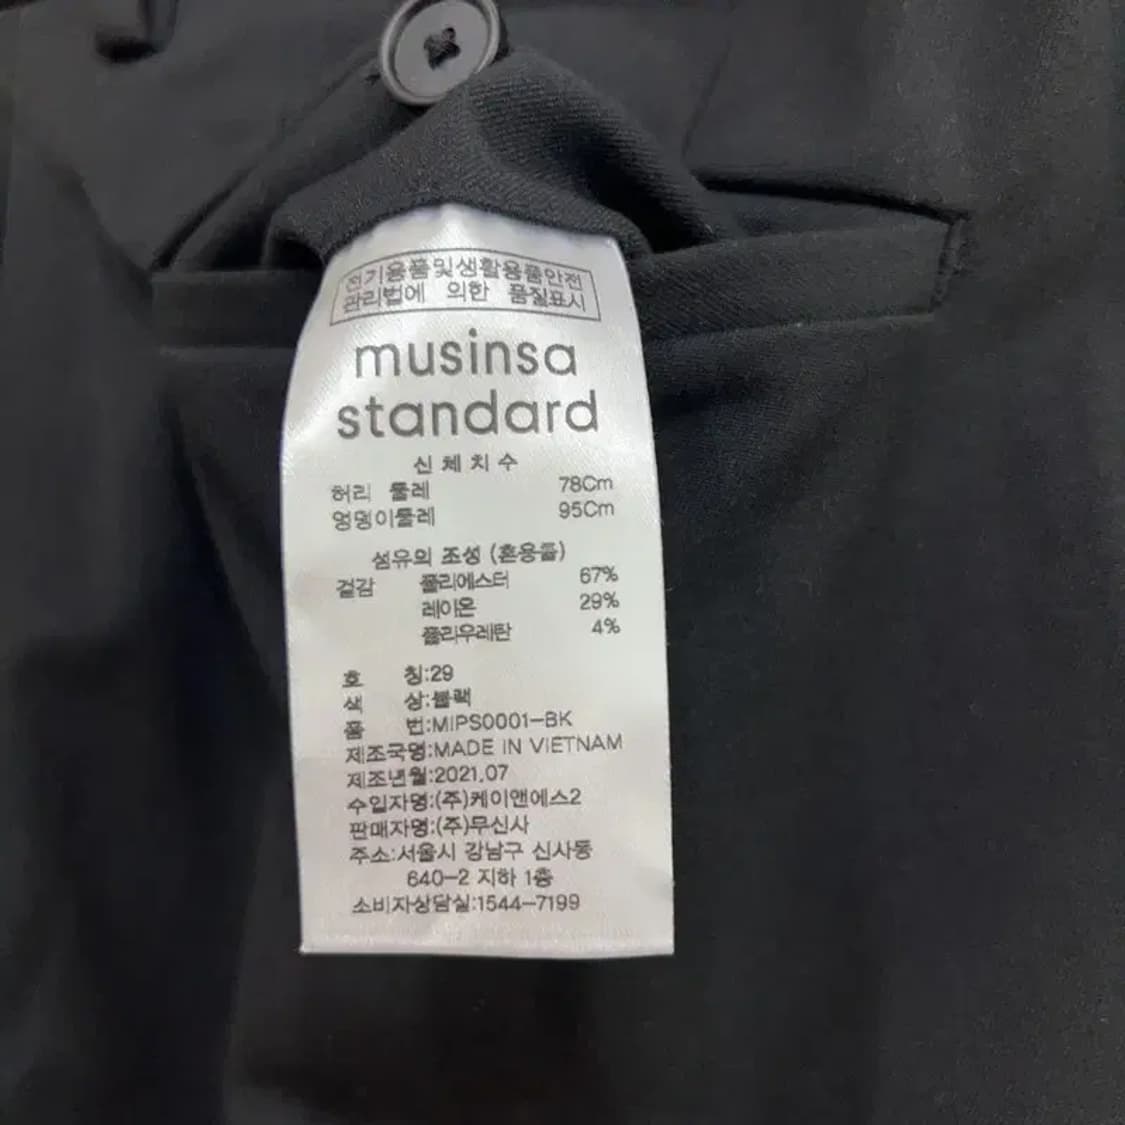 전기용품및생활용품안전
관리법에 의한 품질표시
musinsa
standard
신체치수
허리 둘레 78Cm
엉덩이둘레 95Cm
섬유의 조성 (혼용률)
겉감 폴리에스터 67%
레이온 29%
폴리우레탄 4%
호 칭:29
색 상:블랙
품 번:MIPS0001-BK
제조국명:MADE IN VIETNAM
제조년월:2021.07
수입자명:(주)케이앤에스2
판매자명:(주)무신사
주소:서울시 강남구 신사동
640-2 지하 1층
소비자상담실:1544-7199